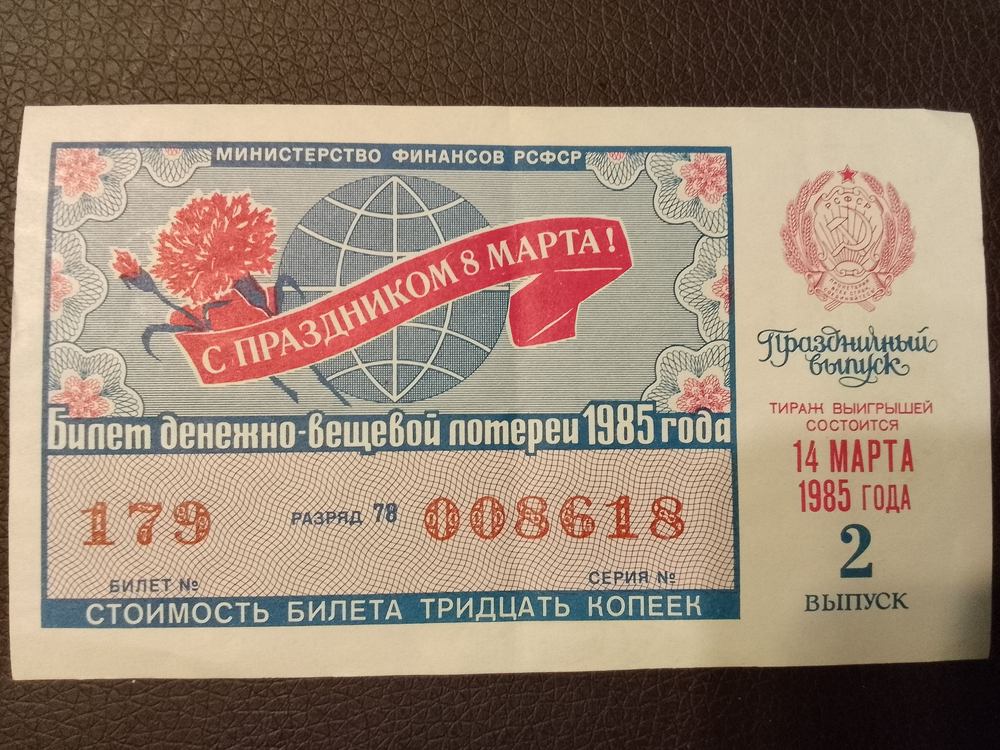 МИНИСТЕРСТВО ФИНАНСОВ РСФСР
С ПРАЗДНИКОМ 8 МАРТА!
Билет денежно-вещевой лотереи 1985 года
179 РАЗРЯД 78 008618
БИЛЕТ № СЕРИЯ №
СТОИМОСТЬ БИЛЕТА ТРИДЦАТЬ КОПЕЕК
РСФСР
Праздничный
выпуск
ТИРАЖ ВЫИГРЫШЕЙ
СОСТОИТСЯ
14 МАРТА
1985 ГОДА
2
ВЫПУСК